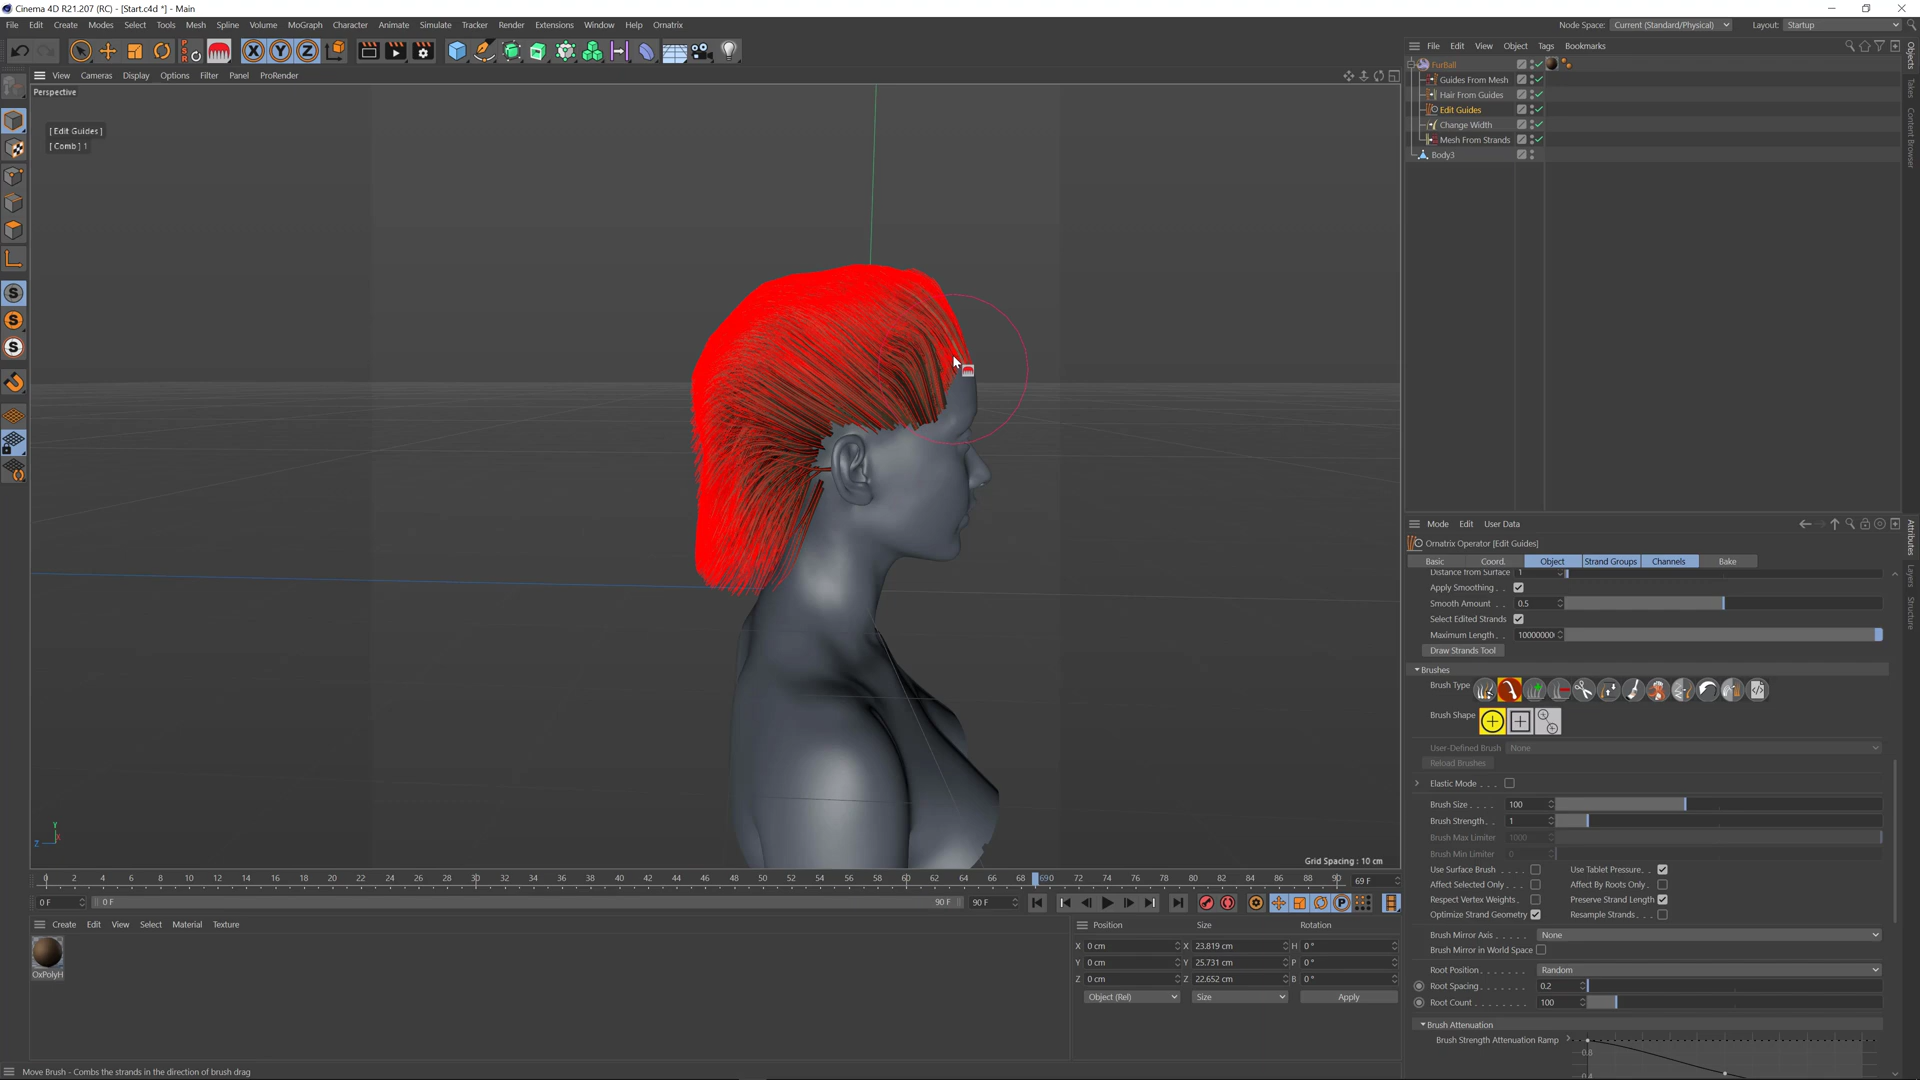 Cinema 4D R21.207 (RC) - [Start.c4d *] - Main
File Edit Create Modes Select Tools Mesh Spline Volume MoGraph Character Animate Simulate Tracker Render Extensions Window Help Ornatrix
Node Space: Current (Standard/Physical) Layout: Startup
View Cameras Display Options Filter Panel ProRender
Perspective
[ Edit Guides ]
[ Comb ] 1
File Edit View Object Tags Bookmarks
FurBall
Guides From Mesh
Hair From Guides
Edit Guides
Change Width
Mesh From Strands
Body3
Objects
Takes
Content Browser
Attributes
Layers
Structure
Mode Edit User Data
Ornatrix Operator [Edit Guides]
Basic Coord. Object Strand Groups Channels Bake
Distance from Surface 1
Apply Smoothing . .
Smooth Amount . . 0.5
Select Edited Strands
Maximum Length . . 10000000
Draw Strands Tool
Brushes
Brush Type
Brush Shape
User-Defined Brush None
Reload Brushes
Elastic Mode . . .
Brush Size . . . . 100
Brush Strength . . 1
Brush Max Limiter 1000
Brush Min Limiter 0
Use Surface Brush . . . . . Use Tablet Pressure. .
Affect Selected Only . . . Affect By Roots Only .
Respect Vertex Weights. . Preserve Strand Length
Optimize Strand Geometry Resample Strands. . .
Brush Mirror Axis . . . . . None
Brush Mirror in World Space
Root Position . . . . . . . Random
Root Spacing . . . . . . . 0.2
Root Count . . . . . . . . 100
Brush Attenuation
Brush Strength Attenuation Ramp
0.8
0.4
Z Y X
Grid Spacing : 10 cm
0 2 4 6 8 10 12 14 16 18 20 22 24 26 28 30 32 34 36 38 40 42 44 46 48 50 52 54 56 58 60 62 64 66 68 690 72 74 76 78 80 82 84 86 88 90 69 F
0 F 0 F 90 F 90 F
Create Edit View Select Material Texture
OxPolyH
Position Size Rotation
X 0 cm X 23.819 cm H 0 °
Y 0 cm Y 25.731 cm P 0 °
Z 0 cm Z 22.652 cm B 0 °
Object (Rel) Size Apply
Move Brush - Combs the strands in the direction of brush drag